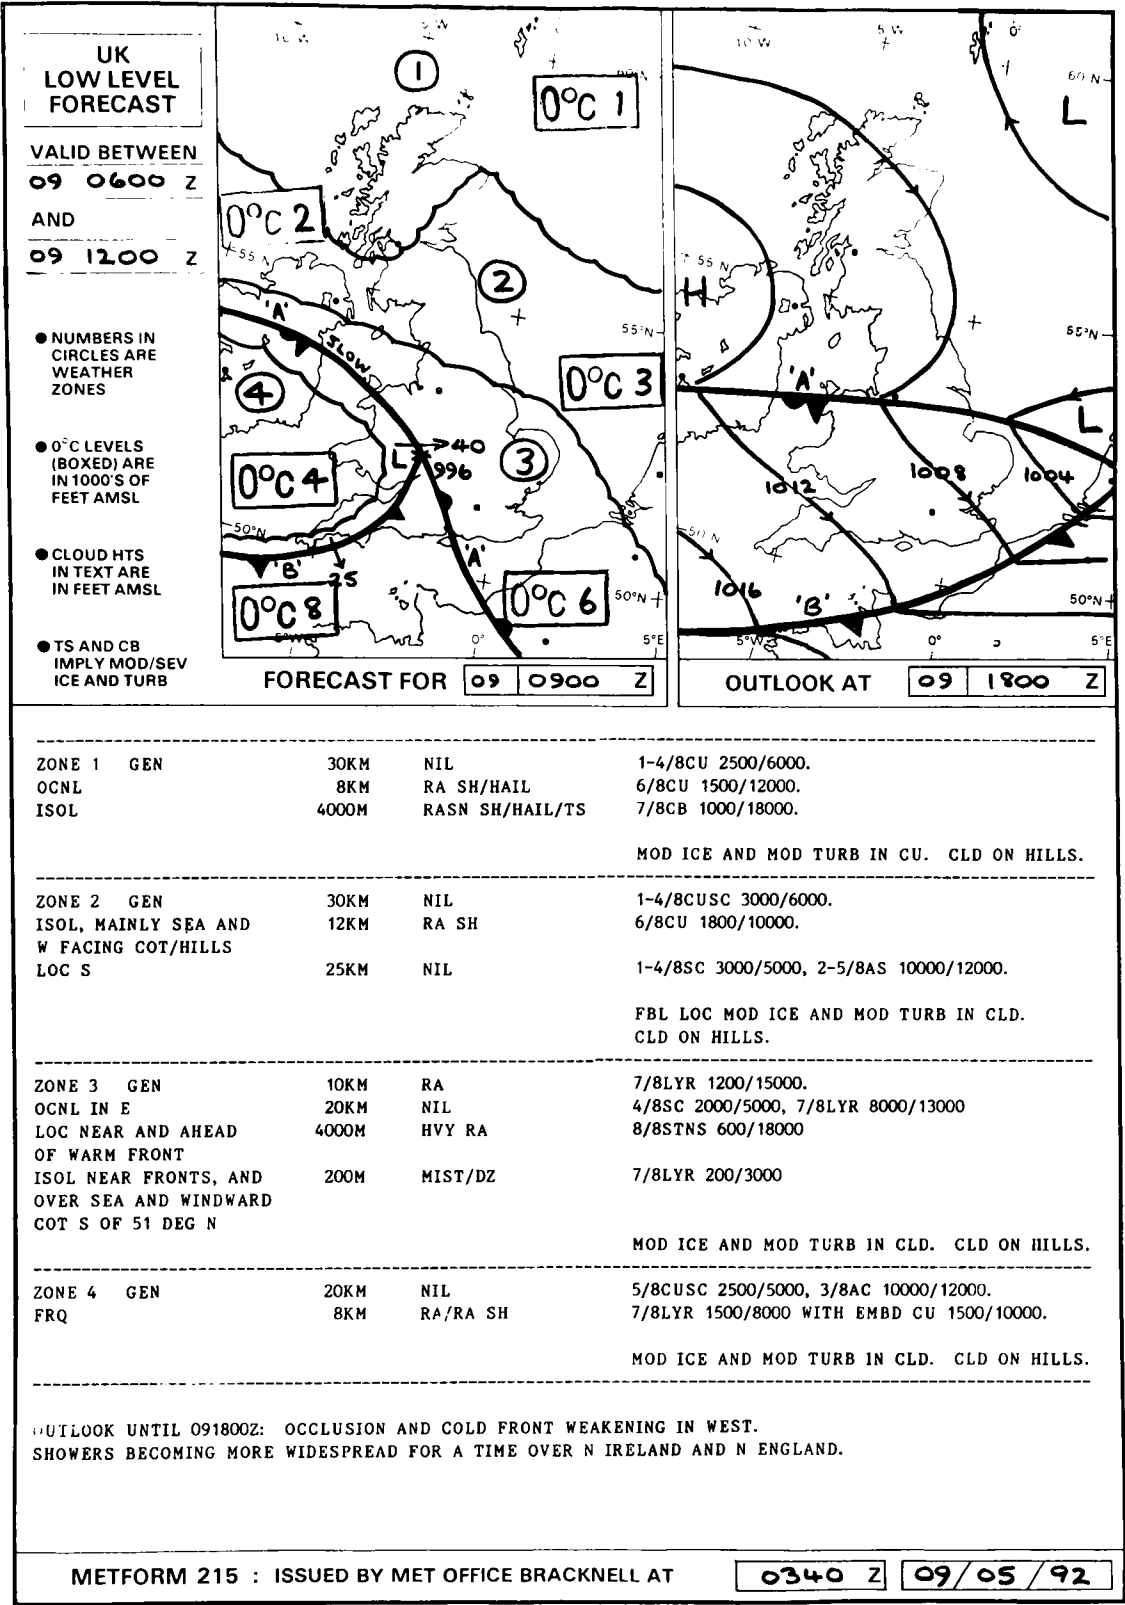 UK
LOW LEVEL
FORECAST
VALID BETWEEN
09 0600 Z
AND
09 1200 Z
● NUMBERS IN
CIRCLES ARE
WEATHER
ZONES
● 0°C LEVELS
(BOXED) ARE
IN 1000'S OF
FEET AMSL
● CLOUD HTS
IN TEXT ARE
IN FEET AMSL
● TS AND CB
IMPLY MOD/SEV
ICE AND TURB
10 W
5°W
0°
1
60°N
0°C 1
0°C 2
55 N
2
'A'
SLOW
55°N
4
0°C 3
L
40
996
3
0°C 4
50°N
'B'
25
'A'
0°C 8
0°C 6
50°N
5°W
0°
5°E
FORECAST FOR 09 0900 Z
10 W
5°W
0°
60 N
L
55 N
H
55°N
'A'
L
1012
1008
1004
50 N
1016
'B'
50°N
5°W
0°
5°E
OUTLOOK AT 09 1800 Z
ZONE 1 GEN 30KM NIL 1-4/8CU 2500/6000.
OCNL 8KM RA SH/HAIL 6/8CU 1500/12000.
ISOL 4000M RASN SH/HAIL/TS 7/8CB 1000/18000.
MOD ICE AND MOD TURB IN CU. CLD ON HILLS.
ZONE 2 GEN 30KM NIL 1-4/8CUSC 3000/6000.
ISOL, MAINLY SEA AND 12KM RA SH 6/8CU 1800/10000.
W FACING COT/HILLS
LOC S 25KM NIL 1-4/8SC 3000/5000, 2-5/8AS 10000/12000.
FBL LOC MOD ICE AND MOD TURB IN CLD.
CLD ON HILLS.
ZONE 3 GEN 10KM RA 7/8LYR 1200/15000.
OCNL IN E 20KM NIL 4/8SC 2000/5000, 7/8LYR 8000/13000
LOC NEAR AND AHEAD 4000M HVY RA 8/8STNS 600/18000
OF WARM FRONT
ISOL NEAR FRONTS, AND 200M MIST/DZ 7/8LYR 200/3000
OVER SEA AND WINDWARD
COT S OF 51 DEG N
MOD ICE AND MOD TURB IN CLD. CLD ON HILLS.
ZONE 4 GEN 20KM NIL 5/8CUSC 2500/5000, 3/8AC 10000/12000.
FRQ 8KM RA/RA SH 7/8LYR 1500/8000 WITH EMBD CU 1500/10000.
MOD ICE AND MOD TURB IN CLD. CLD ON HILLS.
OUTLOOK UNTIL 091800Z: OCCLUSION AND COLD FRONT WEAKENING IN WEST.
SHOWERS BECOMING MORE WIDESPREAD FOR A TIME OVER N IRELAND AND N ENGLAND.
METFORM 215 : ISSUED BY MET OFFICE BRACKNELL AT 0340 Z 09/05/92